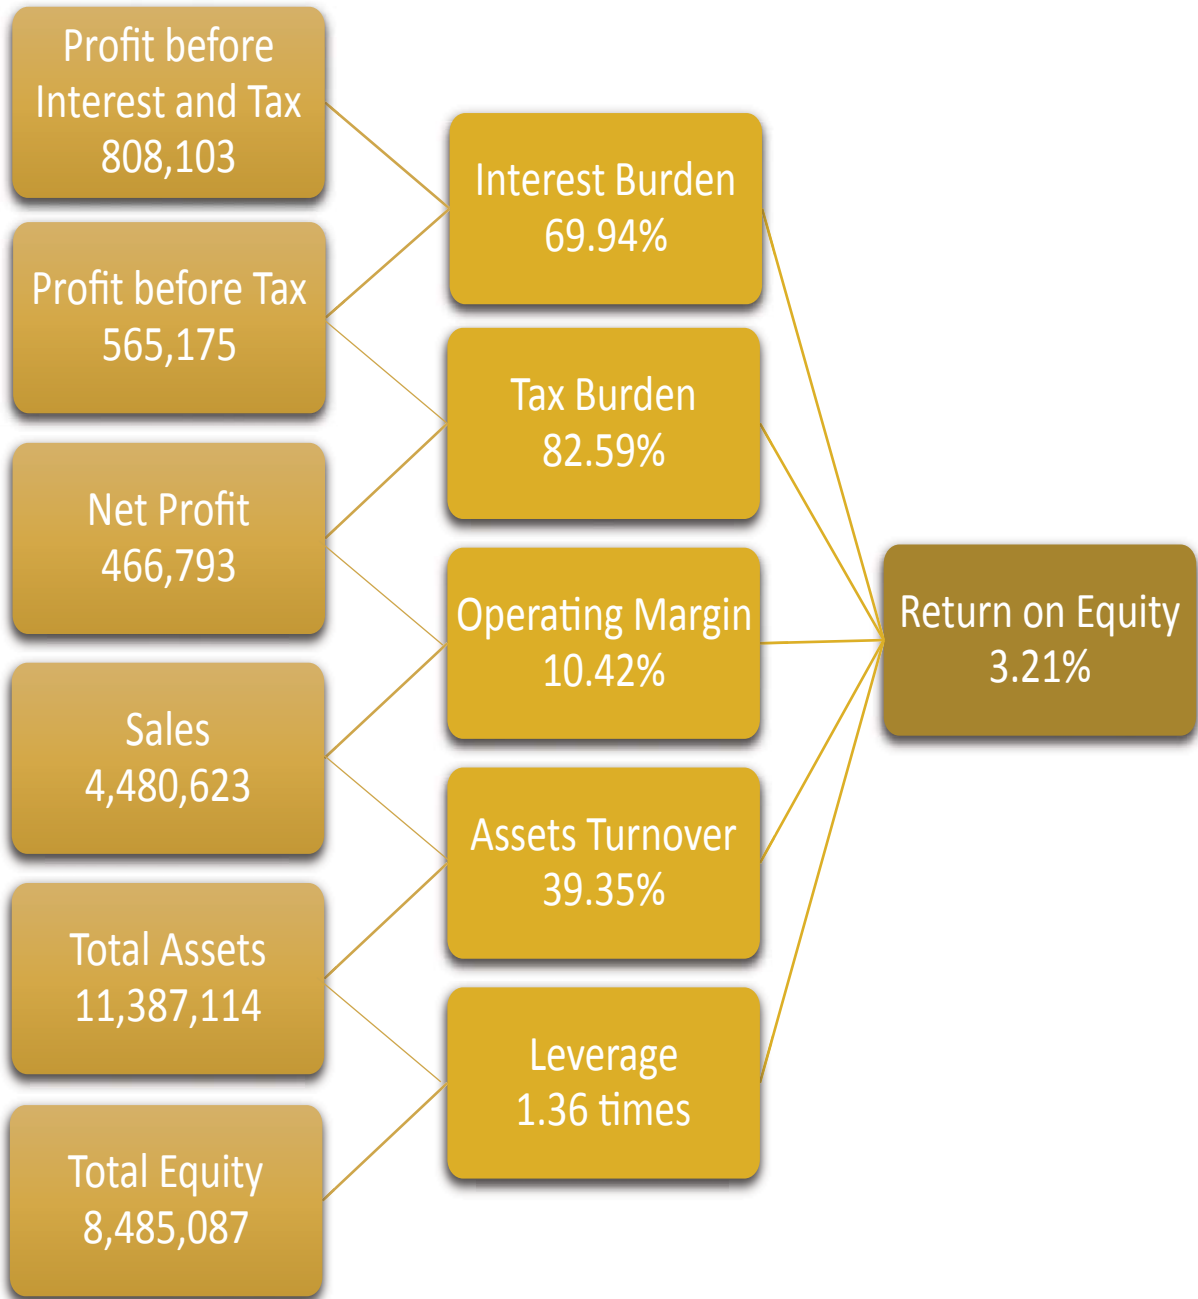 Profit before
Interest and Tax
808,103
Profit before Tax
565,175
Net Profit
466,793
Sales
4,480,623
Total Assets
11,387,114
Total Equity
8,485,087
Interest Burden
69.94%
Tax Burden
82.59%
Operating Margin
10.42%
Assets Turnover
39.35%
Leverage
1.36 times
Return on Equity
3.21%